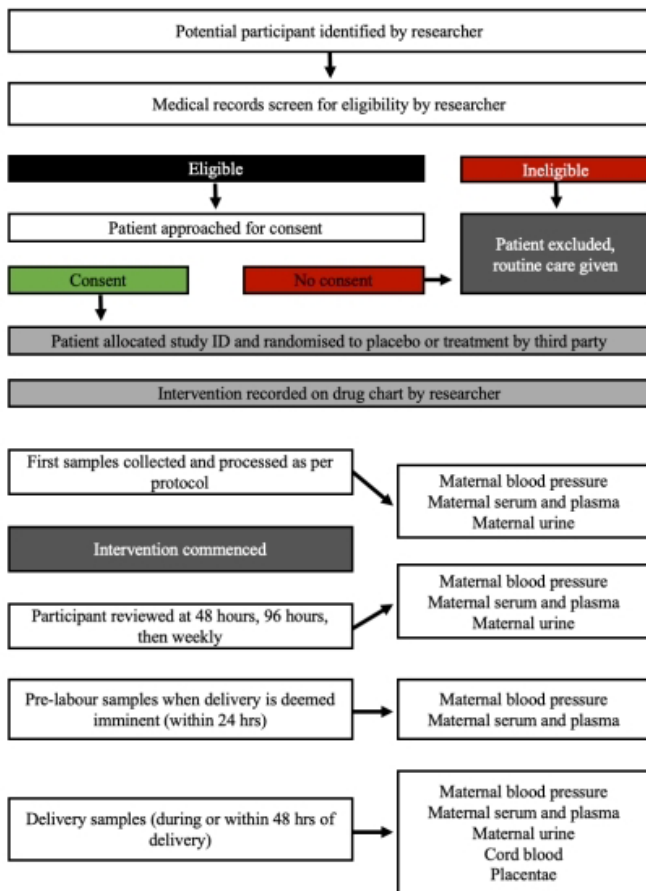 Potential participant identified by researcher
Medical records screen for eligibility by researcher
Eligible
Ineligible
Patient approached for consent
Patient excluded,
routine care given
Consent
No consent
Patient allocated study ID and randomised to placebo or treatment by third party
Intervention recorded on drug chart by researcher
First samples collected and processed as per
protocol
Maternal blood pressure
Maternal serum and plasma
Maternal urine
Intervention commenced
Participant reviewed at 48 hours, 96 hours,
then weekly
Maternal blood pressure
Maternal serum and plasma
Maternal urine
Pre-labour samples when delivery is deemed
imminent (within 24 hrs)
Maternal blood pressure
Maternal serum and plasma
Delivery samples (during or within 48 hrs of
delivery)
Maternal blood pressure
Maternal serum and plasma
Maternal urine
Cord blood
Placentae